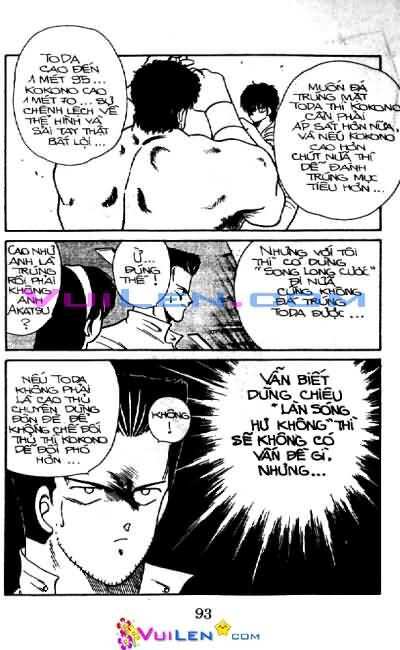 TODA
CAO ĐẾN
1 MÉT 95...
KOKONO CAO
1 MÉT 70... SỰ
CHÊNH LỆCH VỀ
THỂ HÌNH VÀ
SẢI TAY THẬT
BẤT LỢI...
MUỐN ĐÁ
TRÚNG MẶT
TODA THÌ KOKONO
CẦN PHẢI
ÁP SÁT HƠN NỮA,
VÀ NẾU KOKONO
CAO HƠN
CHÚT NỮA THÌ
DỄ ĐÁNH
TRÚNG MỤC
TIÊU HƠN...
CAO NHƯ
ANH LÀ
TRÚNG
RỒI PHẢI
KHÔNG
ANH
AKATSU
?
Ừ...
ĐÚNG
THẾ!
NHƯNG VỚI TÔI
THÌ CÓ DÙNG
"SONG LONG CƯỚC"
ĐI NỮA
CŨNG KHÔNG
ĐÁ TRÚNG
TODA ĐƯỢC...
VUILEN.COM
NẾU TODA
KHÔNG PHẢI
LÀ CAO THỦ
CHUYÊN DÙNG
ĐÒN ĐỂ ĐÈ
KHỐNG CHẾ ĐỐI
THỦ THÌ KOKONO
DỄ ĐỐI PHÓ
HƠN...
KHÔNG
!
VẪN BIẾT
DÙNG CHIÊU
"LÀN SÓNG
HƯ KHÔNG" THÌ
SẼ KHÔNG CÓ
VẤN ĐỀ GÌ,
NHƯNG...
93
VUILEN.COM